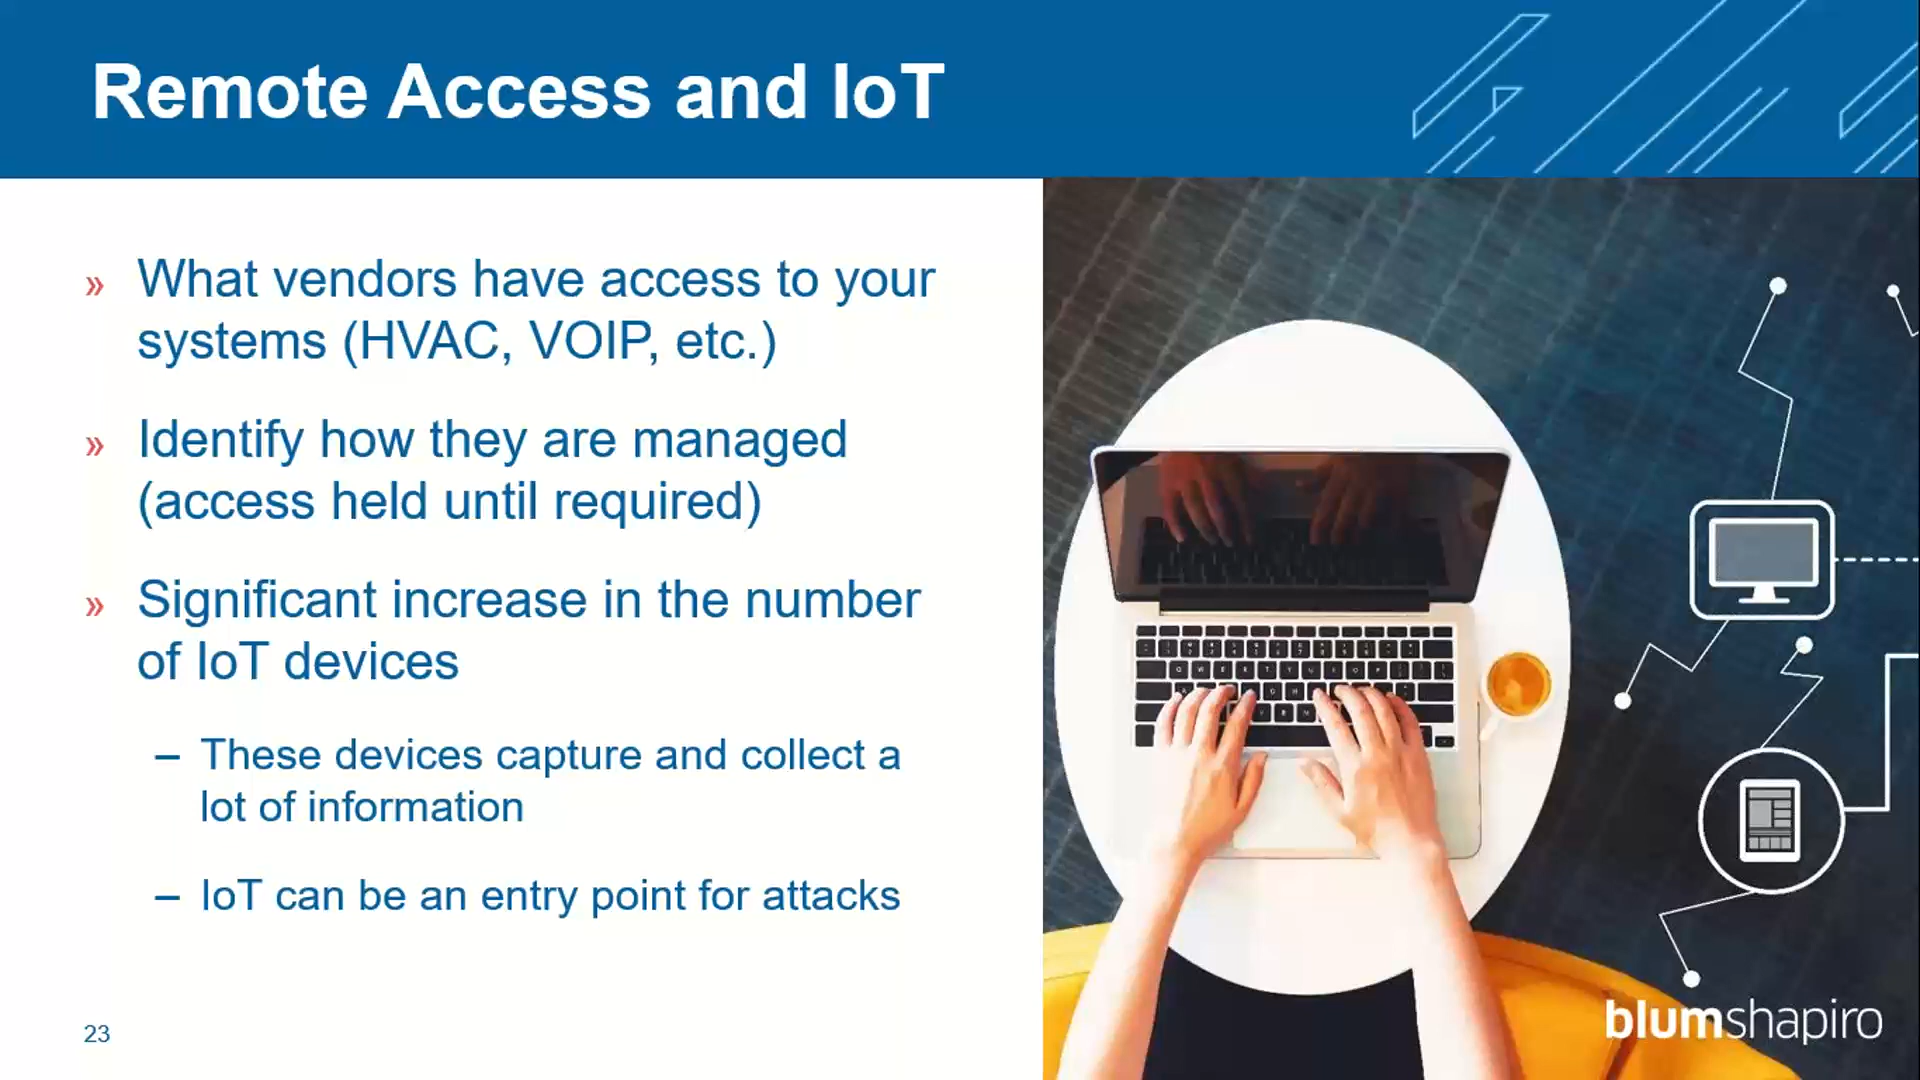 Remote Access and IoT
» What vendors have access to your
systems (HVAC, VOIP, etc.)
» Identify how they are managed
(access held until required)
» Significant increase in the number
of IoT devices
– These devices capture and collect a
lot of information
– IoT can be an entry point for attacks
23
blumshapiro